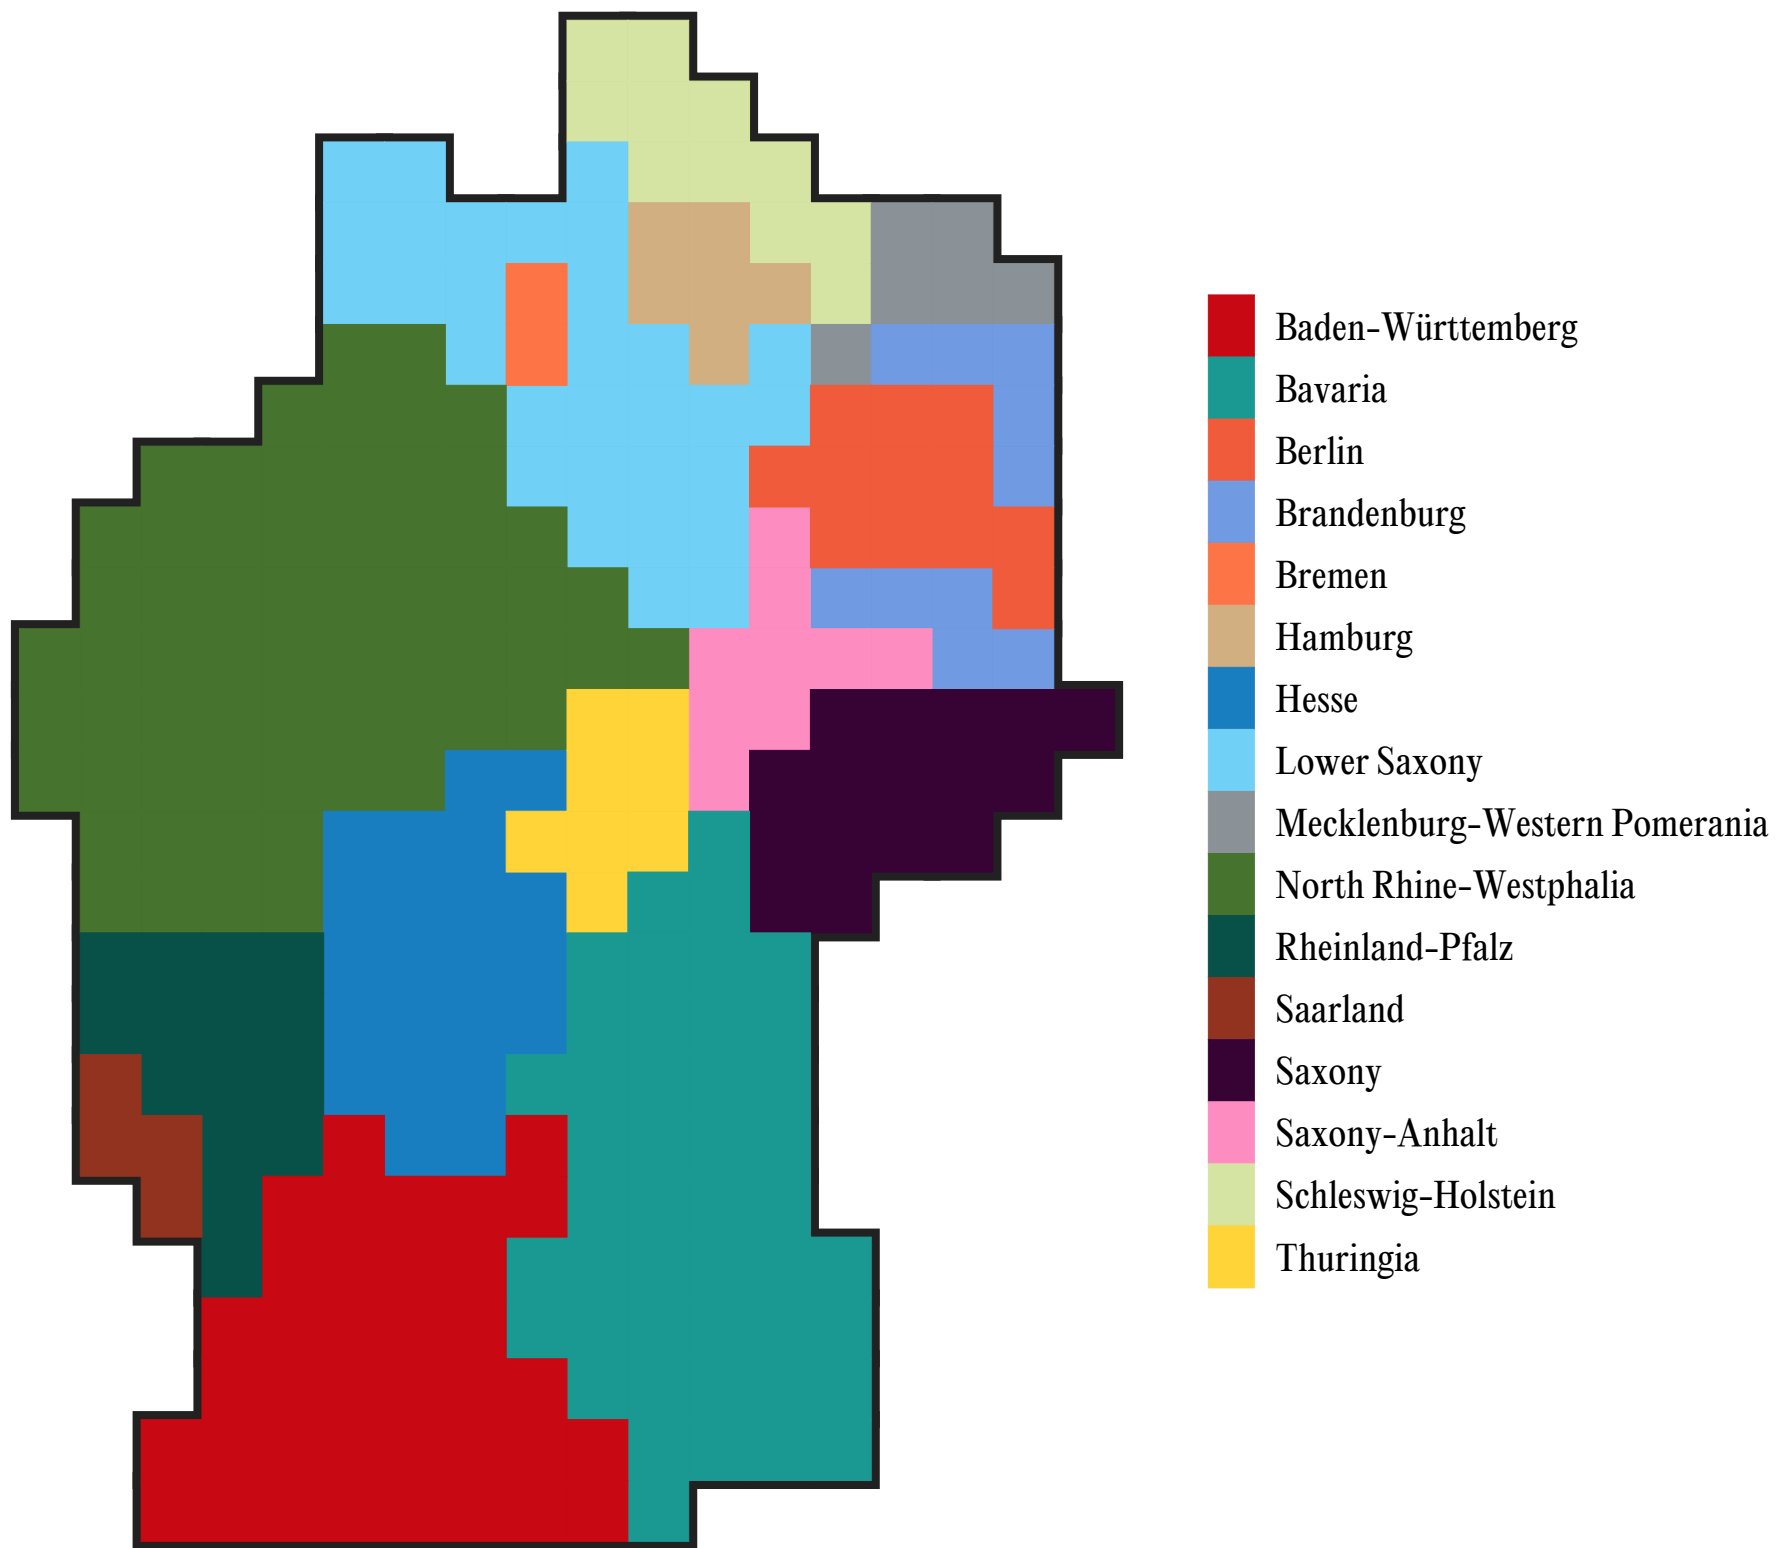 Baden-Württemberg
Bavaria
Berlin
Brandenburg
Bremen
Hamburg
Hesse
Lower Saxony
Mecklenburg-Western Pomerania
North Rhine-Westphalia
Rheinland-Pfalz
Saarland
Saxony
Saxony-Anhalt
Schleswig-Holstein
Thuringia